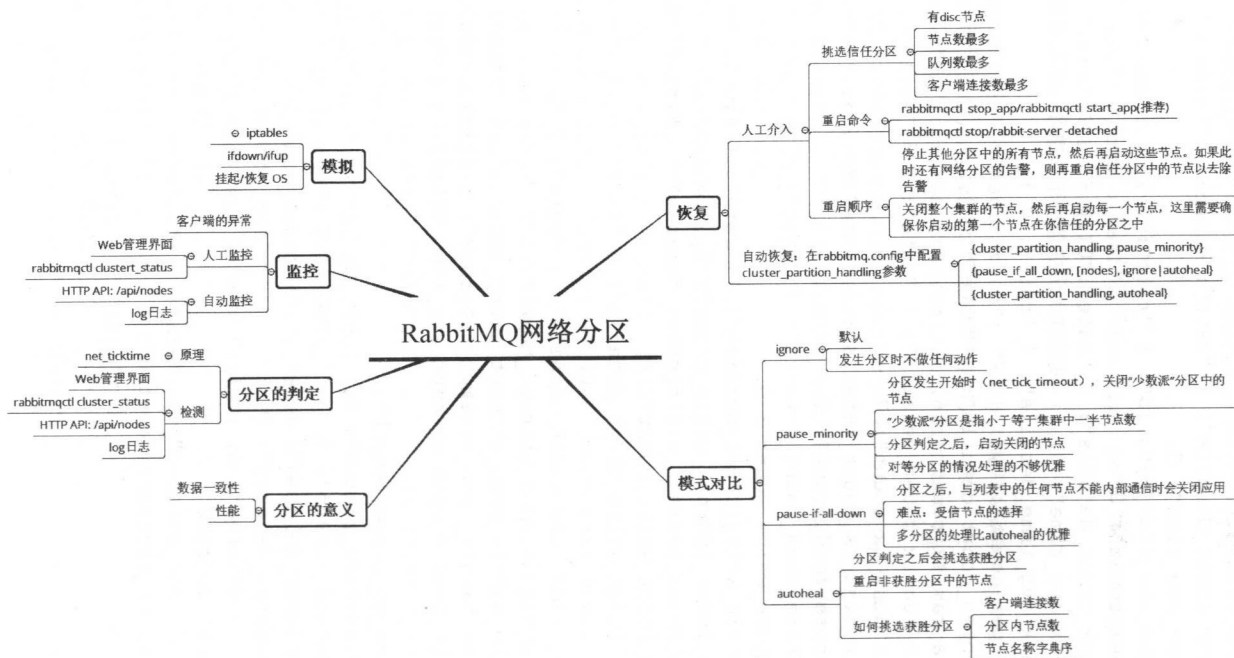 RabbitMQ网络分区
模拟
iptables
ifdown/ifup
挂起/恢复 OS
监控
客户端的异常
人工监控
Web管理界面
rabbitmqctl clustert_status
自动监控
HTTP API: /api/nodes
log日志
分区的判定
原理
net_ticktime
检测
Web管理界面
rabbitmqctl cluster_status
HTTP API: /api/nodes
log日志
分区的意义
数据一致性
性能
恢复
人工介入
挑选信任分区
有disc节点
节点数最多
队列数最多
客户端连接数最多
重启命令
rabbitmqctl stop_app/rabbitmqctl start_app(推荐)
rabbitmqctl stop/rabbit-server -detached
重启顺序
停止其他分区中的所有节点，然后再启动这些节点。如果此
时还有网络分区的告警，则再重启信任分区中的节点以去除
告警
关闭整个集群的节点，然后再启动每一个节点，这里需要确
保你启动的第一个节点在你信任的分区之中
自动恢复：在rabbitmq.config中配置
cluster_partition_handling参数
{cluster_partition_handling, pause_minority}
{pause_if_all_down, [nodes], ignore|autoheal}
{cluster_partition_handling, autoheal}
模式对比
ignore
默认
发生分区时不做任何动作
pause_minority
分区发生开始时（net_tick_timeout），关闭“少数派”分区中的
节点
“少数派”分区是指小于等于集群中一半节点数
分区判定之后，启动关闭的节点
对等分区的情况处理的不够优雅
pause-if-all-down
分区之后，与列表中的任何节点不能内部通信时会关闭应用
难点：受信节点的选择
多分区的处理比autoheal的优雅
autoheal
分区判定之后会挑选获胜分区
重启非获胜分区中的节点
如何挑选获胜分区
客户端连接数
分区内节点数
节点名称字典序